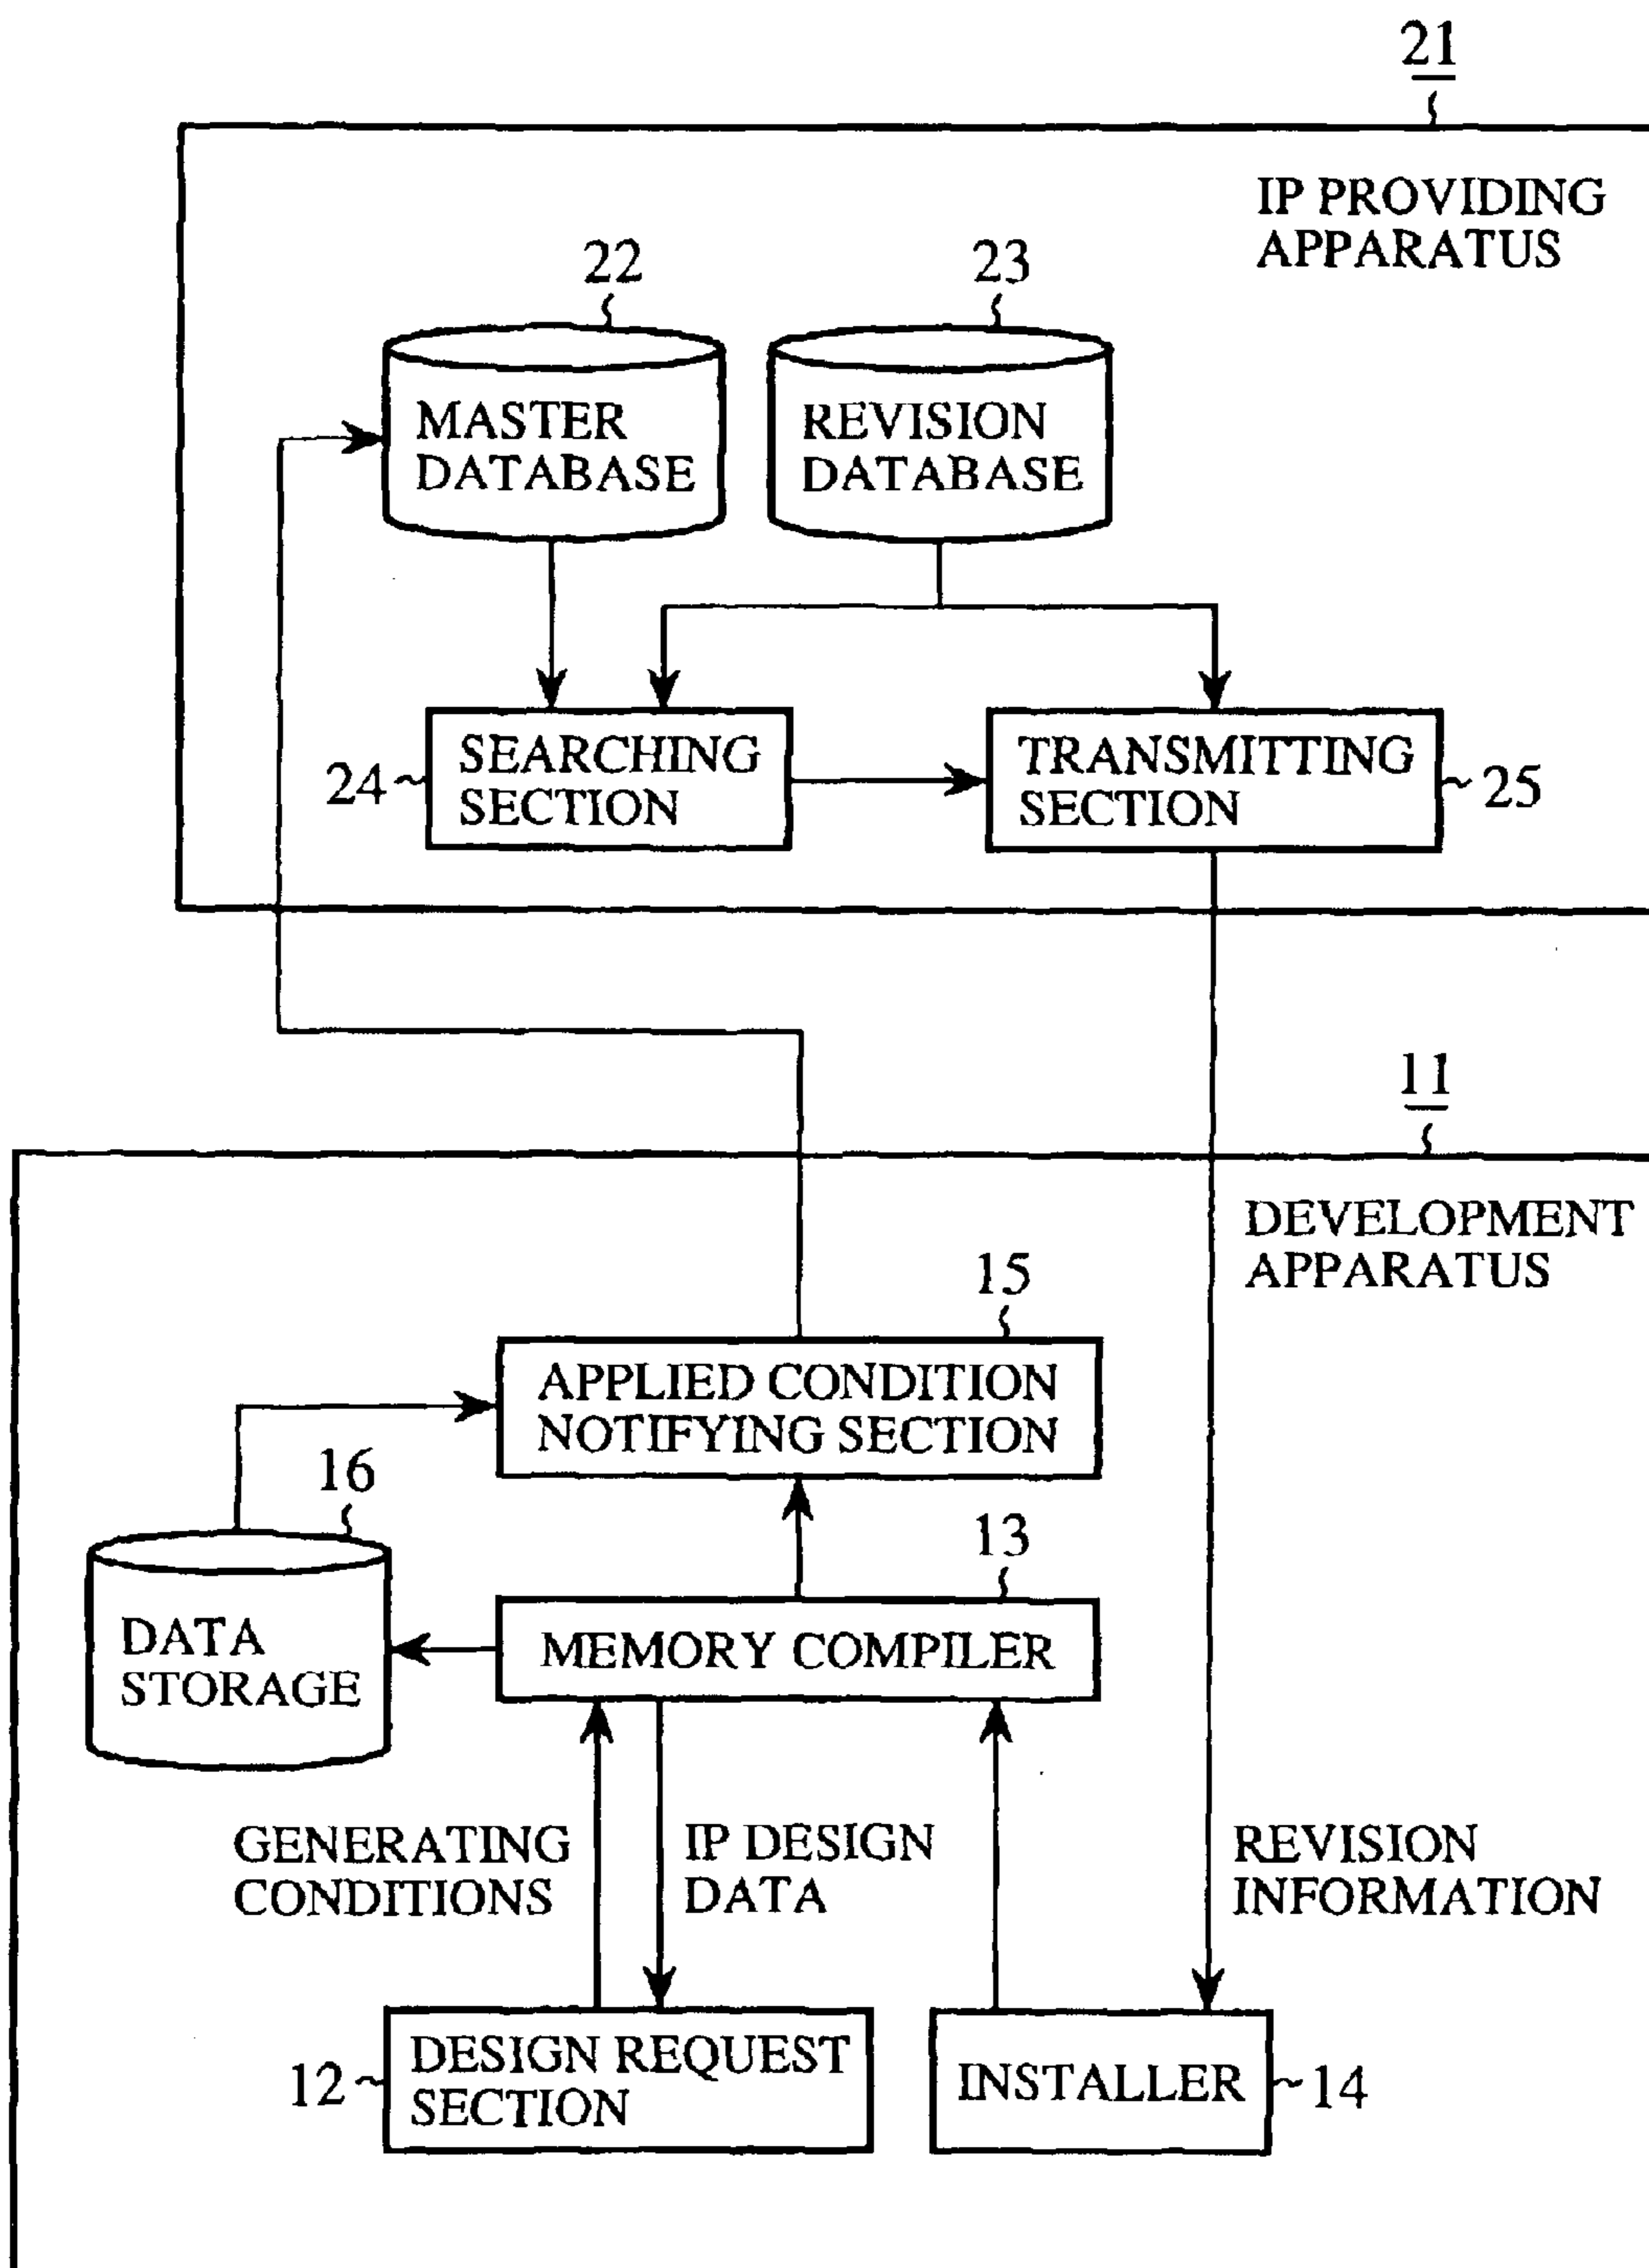 21
IP PROVIDING
APPARATUS
22
23
MASTER
DATABASE
REVISION
DATABASE
24
SEARCHING
SECTION
TRANSMITTING
SECTION
25
11
DEVELOPMENT
APPARATUS
15
APPLIED CONDITION
NOTIFYING SECTION
16
13
DATA
STORAGE
MEMORY COMPILER
GENERATING
CONDITIONS
IP DESIGN
DATA
REVISION
INFORMATION
12
DESIGN REQUEST
SECTION
INSTALLER
14